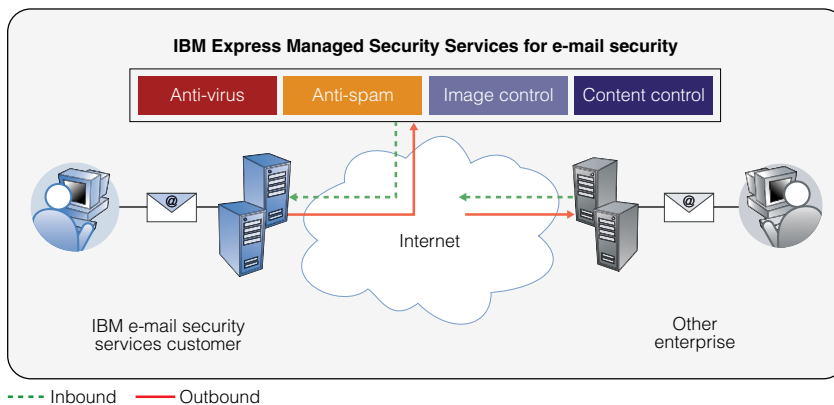 IBM Express Managed Security Services for e-mail security
Anti-virus
Anti-spam
Image control
Content control
@
@
Internet
IBM e-mail security
services customer
Other
enterprise
Inbound
Outbound